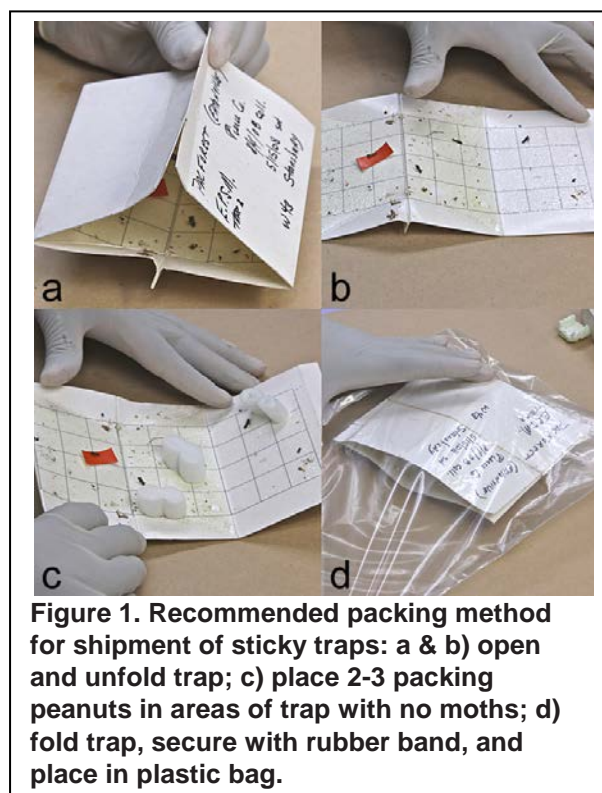 a
b
c
d
Figure 1. Recommended packing method
for shipment of sticky traps: a & b) open
and unfold trap; c) place 2-3 packing
peanuts in areas of trap with no moths; d)
fold trap, secure with rubber band, and
place in plastic bag.